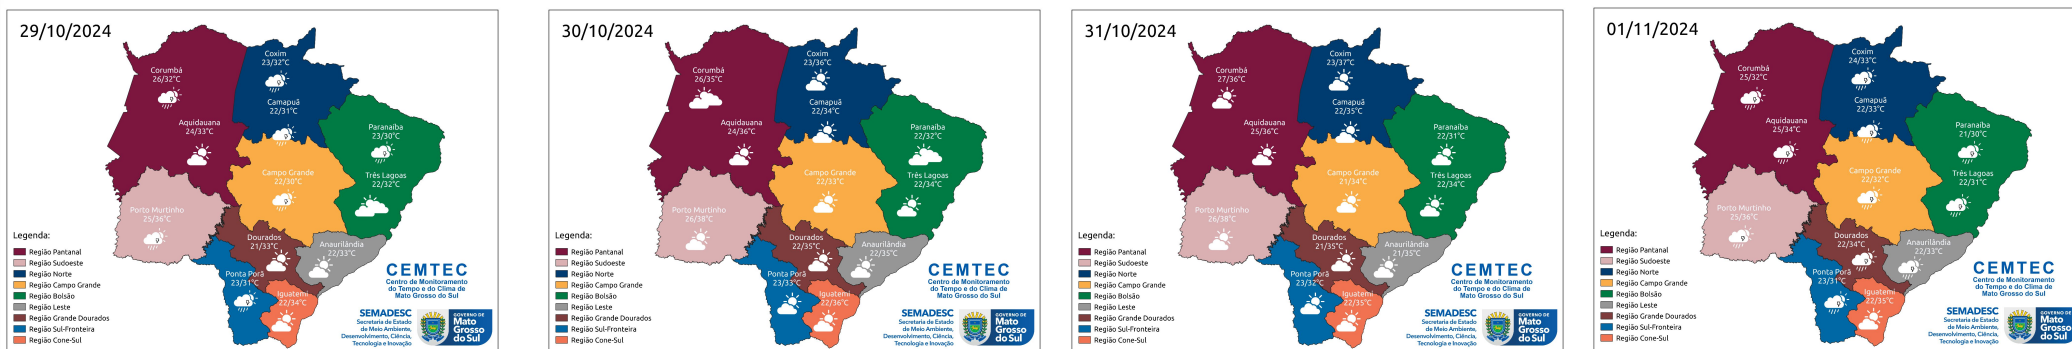 29/10/2024
Coxim
23/32°C
Corumbá
26/32°C
Camapuã
22/31°C
Aquidauana
24/33°C
Paranaíba
23/30°C
Campo Grande
22/30°C
Três Lagoas
22/32°C
Porto Murtinho
25/36°C
Dourados
21/33°C
Anaurilândia
22/33°C
Ponta Porã
23/31°C
Iguatemi
22/34°C
Legenda:
Região Pantanal
Região Sudoeste
Região Norte
Região Campo Grande
Região Bolsão
Região Leste
Região Grande Dourados
Região Sul-Fronteira
Região Cone-Sul
CEMTEC
Centro de Monitoramento
do Tempo e do Clima de
Mato Grosso do Sul
SEMADESC
Secretaria de Estado
de Meio Ambiente,
Desenvolvimento, Ciência,
Tecnologia e Inovação
GOVERNO DE
Mato
Grosso
do Sul
30/10/2024
Coxim
23/36°C
Corumbá
26/35°C
Camapuã
22/34°C
Aquidauana
24/36°C
Paranaíba
22/32°C
Campo Grande
22/33°C
Três Lagoas
22/34°C
Porto Murtinho
26/38°C
Dourados
22/35°C
Anaurilândia
22/35°C
Ponta Porã
23/33°C
Iguatemi
22/36°C
Legenda:
Região Pantanal
Região Sudoeste
Região Norte
Região Campo Grande
Região Bolsão
Região Leste
Região Grande Dourados
Região Sul-Fronteira
Região Cone-Sul
CEMTEC
Centro de Monitoramento
do Tempo e do Clima de
Mato Grosso do Sul
SEMADESC
Secretaria de Estado
de Meio Ambiente,
Desenvolvimento, Ciência,
Tecnologia e Inovação
GOVERNO DE
Mato
Grosso
do Sul
31/10/2024
Coxim
23/37°C
Corumbá
27/36°C
Camapuã
22/35°C
Aquidauana
25/36°C
Paranaíba
22/31°C
Campo Grande
21/34°C
Três Lagoas
22/34°C
Porto Murtinho
26/38°C
Dourados
21/35°C
Anaurilândia
21/35°C
Ponta Porã
23/32°C
Iguatemi
22/35°C
Legenda:
Região Pantanal
Região Sudoeste
Região Norte
Região Campo Grande
Região Bolsão
Região Leste
Região Grande Dourados
Região Sul-Fronteira
Região Cone-Sul
CEMTEC
Centro de Monitoramento
do Tempo e do Clima de
Mato Grosso do Sul
SEMADESC
Secretaria de Estado
de Meio Ambiente,
Desenvolvimento, Ciência,
Tecnologia e Inovação
GOVERNO DE
Mato
Grosso
do Sul
01/11/2024
Coxim
24/33°C
Corumbá
25/32°C
Camapuã
22/33°C
Aquidauana
25/34°C
Paranaíba
21/30°C
Campo Grande
22/32°C
Três Lagoas
22/31°C
Porto Murtinho
25/36°C
Dourados
22/34°C
Anaurilândia
22/33°C
Ponta Porã
23/31°C
Iguatemi
22/35°C
Legenda:
Região Pantanal
Região Sudoeste
Região Norte
Região Campo Grande
Região Bolsão
Região Leste
Região Grande Dourados
Região Sul-Fronteira
Região Cone-Sul
CEMTEC
Centro de Monitoramento
do Tempo e do Clima de
Mato Grosso do Sul
SEMADESC
Secretaria de Estado
de Meio Ambiente,
Desenvolvimento, Ciência,
Tecnologia e Inovação
GOVERNO DE
Mato
Grosso
do Sul